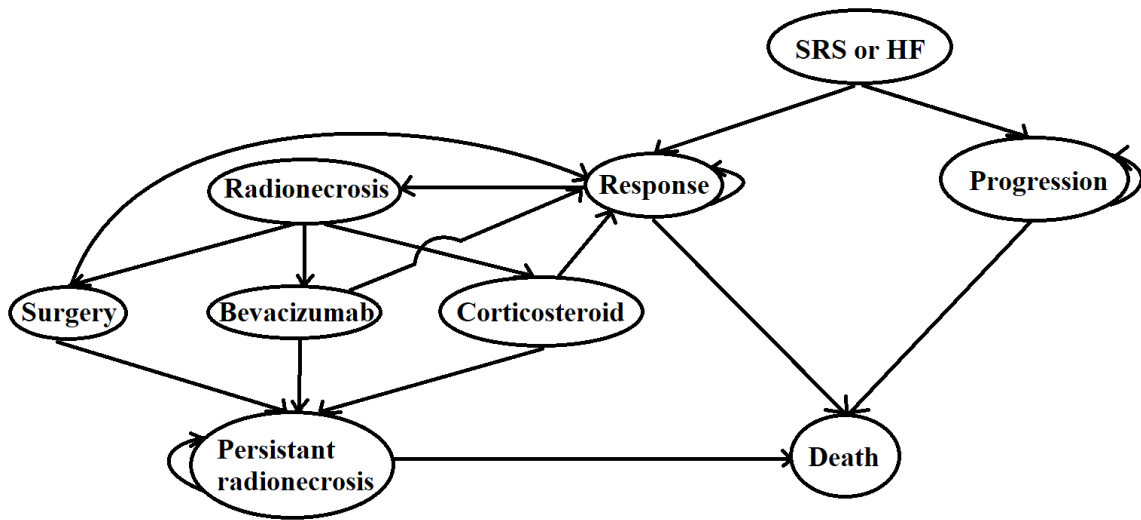 SRS or HF
Radionecrosis
Response
Progression
Surgery
Bevacizumab
Corticosteroid
Persistant
radionecrosis
Death